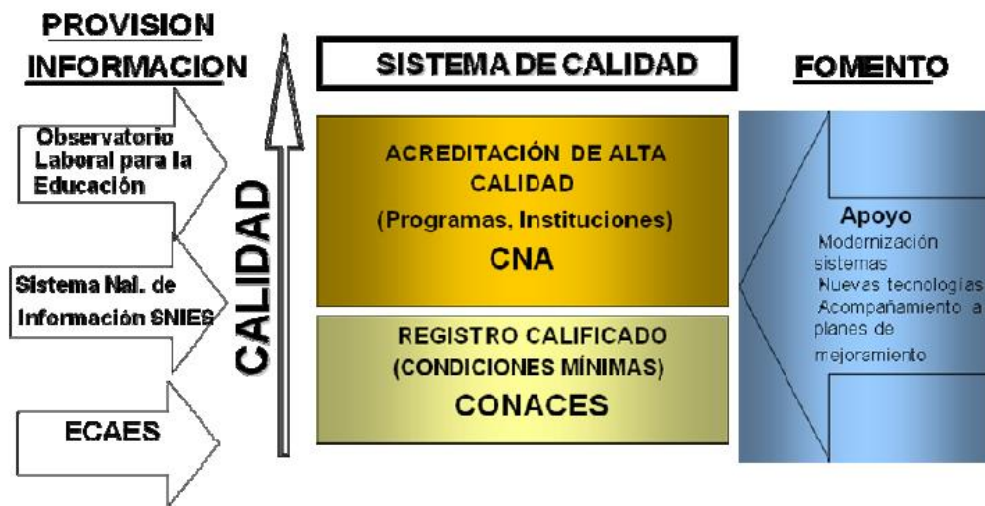 PROVISION
INFORMACION
Observatorio
Laboral para la
Educación
Sistema Nal. de
Información SNIES
ECAES
CALIDAD
SISTEMA DE CALIDAD
ACREDITACIÓN DE ALTA
CALIDAD
(Programas, Instituciones)
CNA
REGISTRO CALIFICADO
(CONDICIONES MÍNIMAS)
CONACES
FOMENTO
Apoyo
Modernización
sistemas
Nuevas tecnologías
Acompañamiento a
planes de
mejoramiento